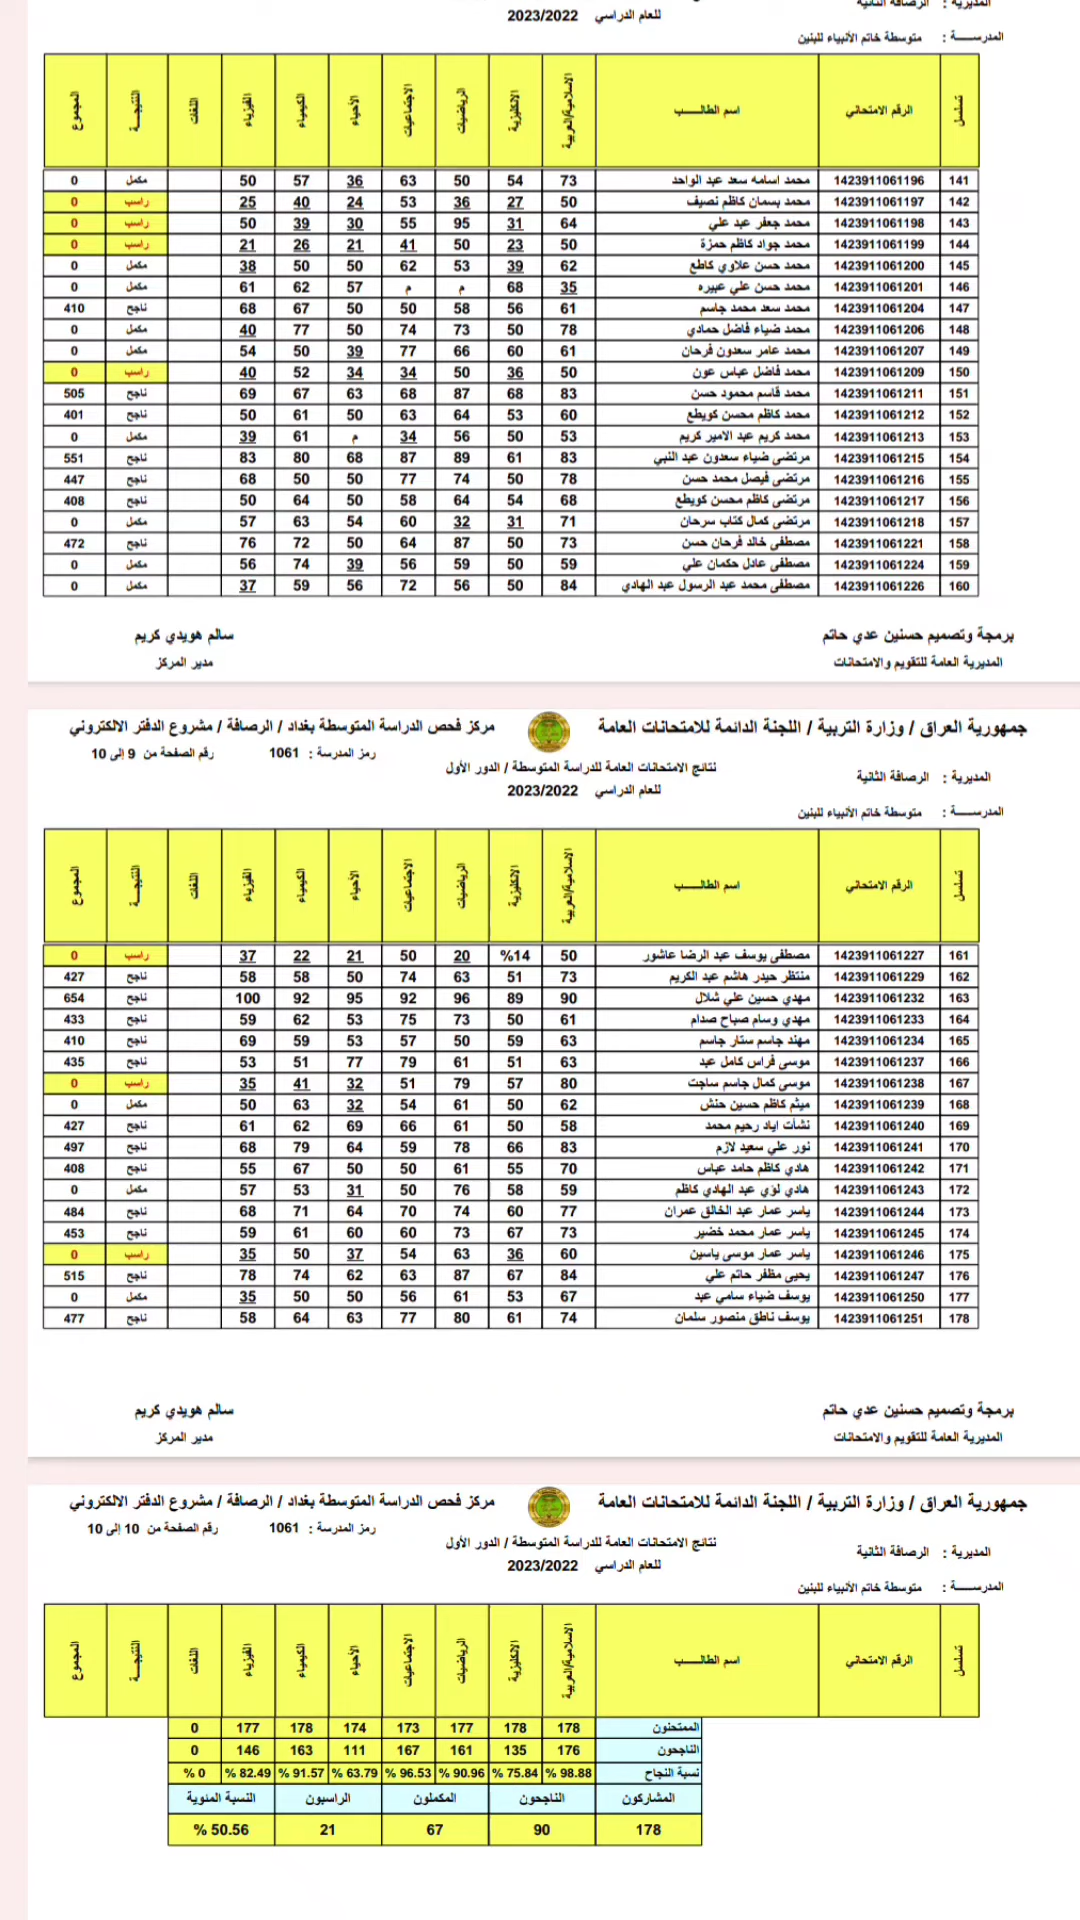 المديرية : الرصافة الثانية
للعام الدراسي 2023/2022
المدرســـة : متوسطة خاتم الأنبياء للبنين
تسلسل الرقم الامتحاني اسم الطالـــب الاسلامية/العربية الانكليزية الرياضيات الاجتماعيات الأحياء الكيمياء الفيزياء اللغات النتيجــة المجموع
141 1423911061196 محمد اسامه سعد عبد الواحد 73 54 50 63 36 57 50 مكمل 0
142 1423911061197 محمد بسمان كاظم نصيف 50 27 36 53 24 40 25 راسب 0
143 1423911061198 محمد جعفر عبد علي 64 31 95 55 30 39 50 راسب 0
144 1423911061199 محمد جواد كاظم حمزة 50 23 50 41 21 26 21 راسب 0
145 1423911061200 محمد حسن علاوي كاطع 62 39 53 62 50 50 38 مكمل 0
146 1423911061201 محمد حسن علي عبيره 35 68 م م 57 62 61 مكمل 0
147 1423911061204 محمد سعد محمد جاسم 61 56 58 50 50 67 68 ناجح 410
148 1423911061206 محمد ضياء فاضل حمادي 78 50 73 74 50 77 40 مكمل 0
149 1423911061207 محمد عامر سعدون فرحان 61 60 66 77 39 50 54 مكمل 0
150 1423911061209 محمد فاضل عباس عون 50 36 50 34 34 52 40 راسب 0
151 1423911061211 محمد قاسم محمود حسن 83 68 87 68 63 67 69 ناجح 505
152 1423911061212 محمد كاظم محسن كويطع 60 53 64 63 50 61 50 ناجح 401
153 1423911061213 محمد كريم عبد الامير كريم 53 50 56 34 م 61 39 مكمل 0
154 1423911061215 مرتضى ضياء سعدون عبد النبي 83 61 89 87 68 80 83 ناجح 551
155 1423911061216 مرتضى فيصل محمد حسن 78 50 74 77 50 50 68 ناجح 447
156 1423911061217 مرتضى كاظم محسن كويطع 68 54 64 58 50 64 50 ناجح 408
157 1423911061218 مرتضى كمال كتاب سرحان 71 31 32 60 54 63 57 مكمل 0
158 1423911061221 مصطفى خالد فرحان حسن 73 50 87 64 50 72 76 ناجح 472
159 1423911061224 مصطفى عادل حكمان علي 59 50 59 56 39 74 56 مكمل 0
160 1423911061226 مصطفى محمد عبد الرسول عبد الهادي 84 50 56 72 56 59 37 مكمل 0
برمجة وتصميم حسنين عدي حاتم سالم هويدي كريم
المديرية العامة للتقويم والامتحانات مدير المركز
جمهورية العراق / وزارة التربية / اللجنة الدائمة للامتحانات العامة مركز فحص الدراسة المتوسطة بغداد / الرصافة / مشروع الدفتر الالكتروني
رمز المدرسة : 1061 رقم الصفحة من 9 إلى 10
نتائج الامتحانات العامة للدراسة المتوسطة / الدور الأول
المديرية : الرصافة الثانية
للعام الدراسي 2023/2022
المدرســـة : متوسطة خاتم الأنبياء للبنين
تسلسل الرقم الامتحاني اسم الطالـــب الاسلامية/العربية الانكليزية الرياضيات الاجتماعيات الأحياء الكيمياء الفيزياء اللغات النتيجــة المجموع
161 1423911061227 مصطفى يوسف عبد الرضا عاشور 50 %14 20 50 21 22 37 راسب 0
162 1423911061229 منتظر حيدر هاشم عبد الكريم 73 51 63 74 50 58 58 ناجح 427
163 1423911061232 مهدي حسين علي شلال 90 89 96 92 95 92 100 ناجح 654
164 1423911061233 مهدي وسام صباح صدام 61 50 73 75 53 62 59 ناجح 433
165 1423911061234 مهند جاسم ستار جاسم 63 59 50 57 53 59 69 ناجح 410
166 1423911061237 موسى فراس كامل عبد 63 51 61 79 77 51 53 ناجح 435
167 1423911061238 موسى كمال جاسم ساجت 80 57 79 51 32 41 35 راسب 0
168 1423911061239 ميثم كاظم حسين حنش 62 50 61 54 32 63 50 مكمل 0
169 1423911061240 نشأت اياد رحيم محمد 58 50 61 66 69 62 61 ناجح 427
170 1423911061241 نور علي سعيد لازم 83 66 78 59 64 79 68 ناجح 497
171 1423911061242 هادي كاظم حامد عباس 70 55 61 50 50 67 55 ناجح 408
172 1423911061243 هادي لؤي عبد الهادي كاظم 59 58 76 50 31 53 57 مكمل 0
173 1423911061244 ياسر عمار عبد الخالق عمران 77 60 74 70 64 71 68 ناجح 484
174 1423911061245 ياسر عمار محمد خضير 73 67 73 60 60 61 59 ناجح 453
175 1423911061246 ياسر عمار موسى ياسين 60 36 63 54 37 50 35 راسب 0
176 1423911061247 يحيى مظفر حاتم علي 84 67 87 63 62 74 78 ناجح 515
177 1423911061250 يوسف ضياء سامي عبد 67 53 61 56 50 50 35 مكمل 0
178 1423911061251 يوسف ناطق منصور سلمان 74 61 80 77 63 64 58 ناجح 477
برمجة وتصميم حسنين عدي حاتم سالم هويدي كريم
المديرية العامة للتقويم والامتحانات مدير المركز
جمهورية العراق / وزارة التربية / اللجنة الدائمة للامتحانات العامة مركز فحص الدراسة المتوسطة بغداد / الرصافة / مشروع الدفتر الالكتروني
رمز المدرسة : 1061 رقم الصفحة من 10 إلى 10
نتائج الامتحانات العامة للدراسة المتوسطة / الدور الأول
المديرية : الرصافة الثانية
للعام الدراسي 2023/2022
المدرســـة : متوسطة خاتم الأنبياء للبنين
تسلسل الرقم الامتحاني اسم الطالـــب الاسلامية/العربية الانكليزية الرياضيات الاجتماعيات الأحياء الكيمياء الفيزياء اللغات النتيجــة المجموع
الممتحنون 178 178 177 173 174 178 177 0
الناجحون 176 135 161 167 111 163 146 0
نسبة النجاح 98.88 % 75.84 % 90.96 % 96.53 % 63.79 % 91.57 % 82.49 % 0 %
المشاركون الناجحون المكملون الراسبون النسبة المئوية
178 90 67 21 50.56 %